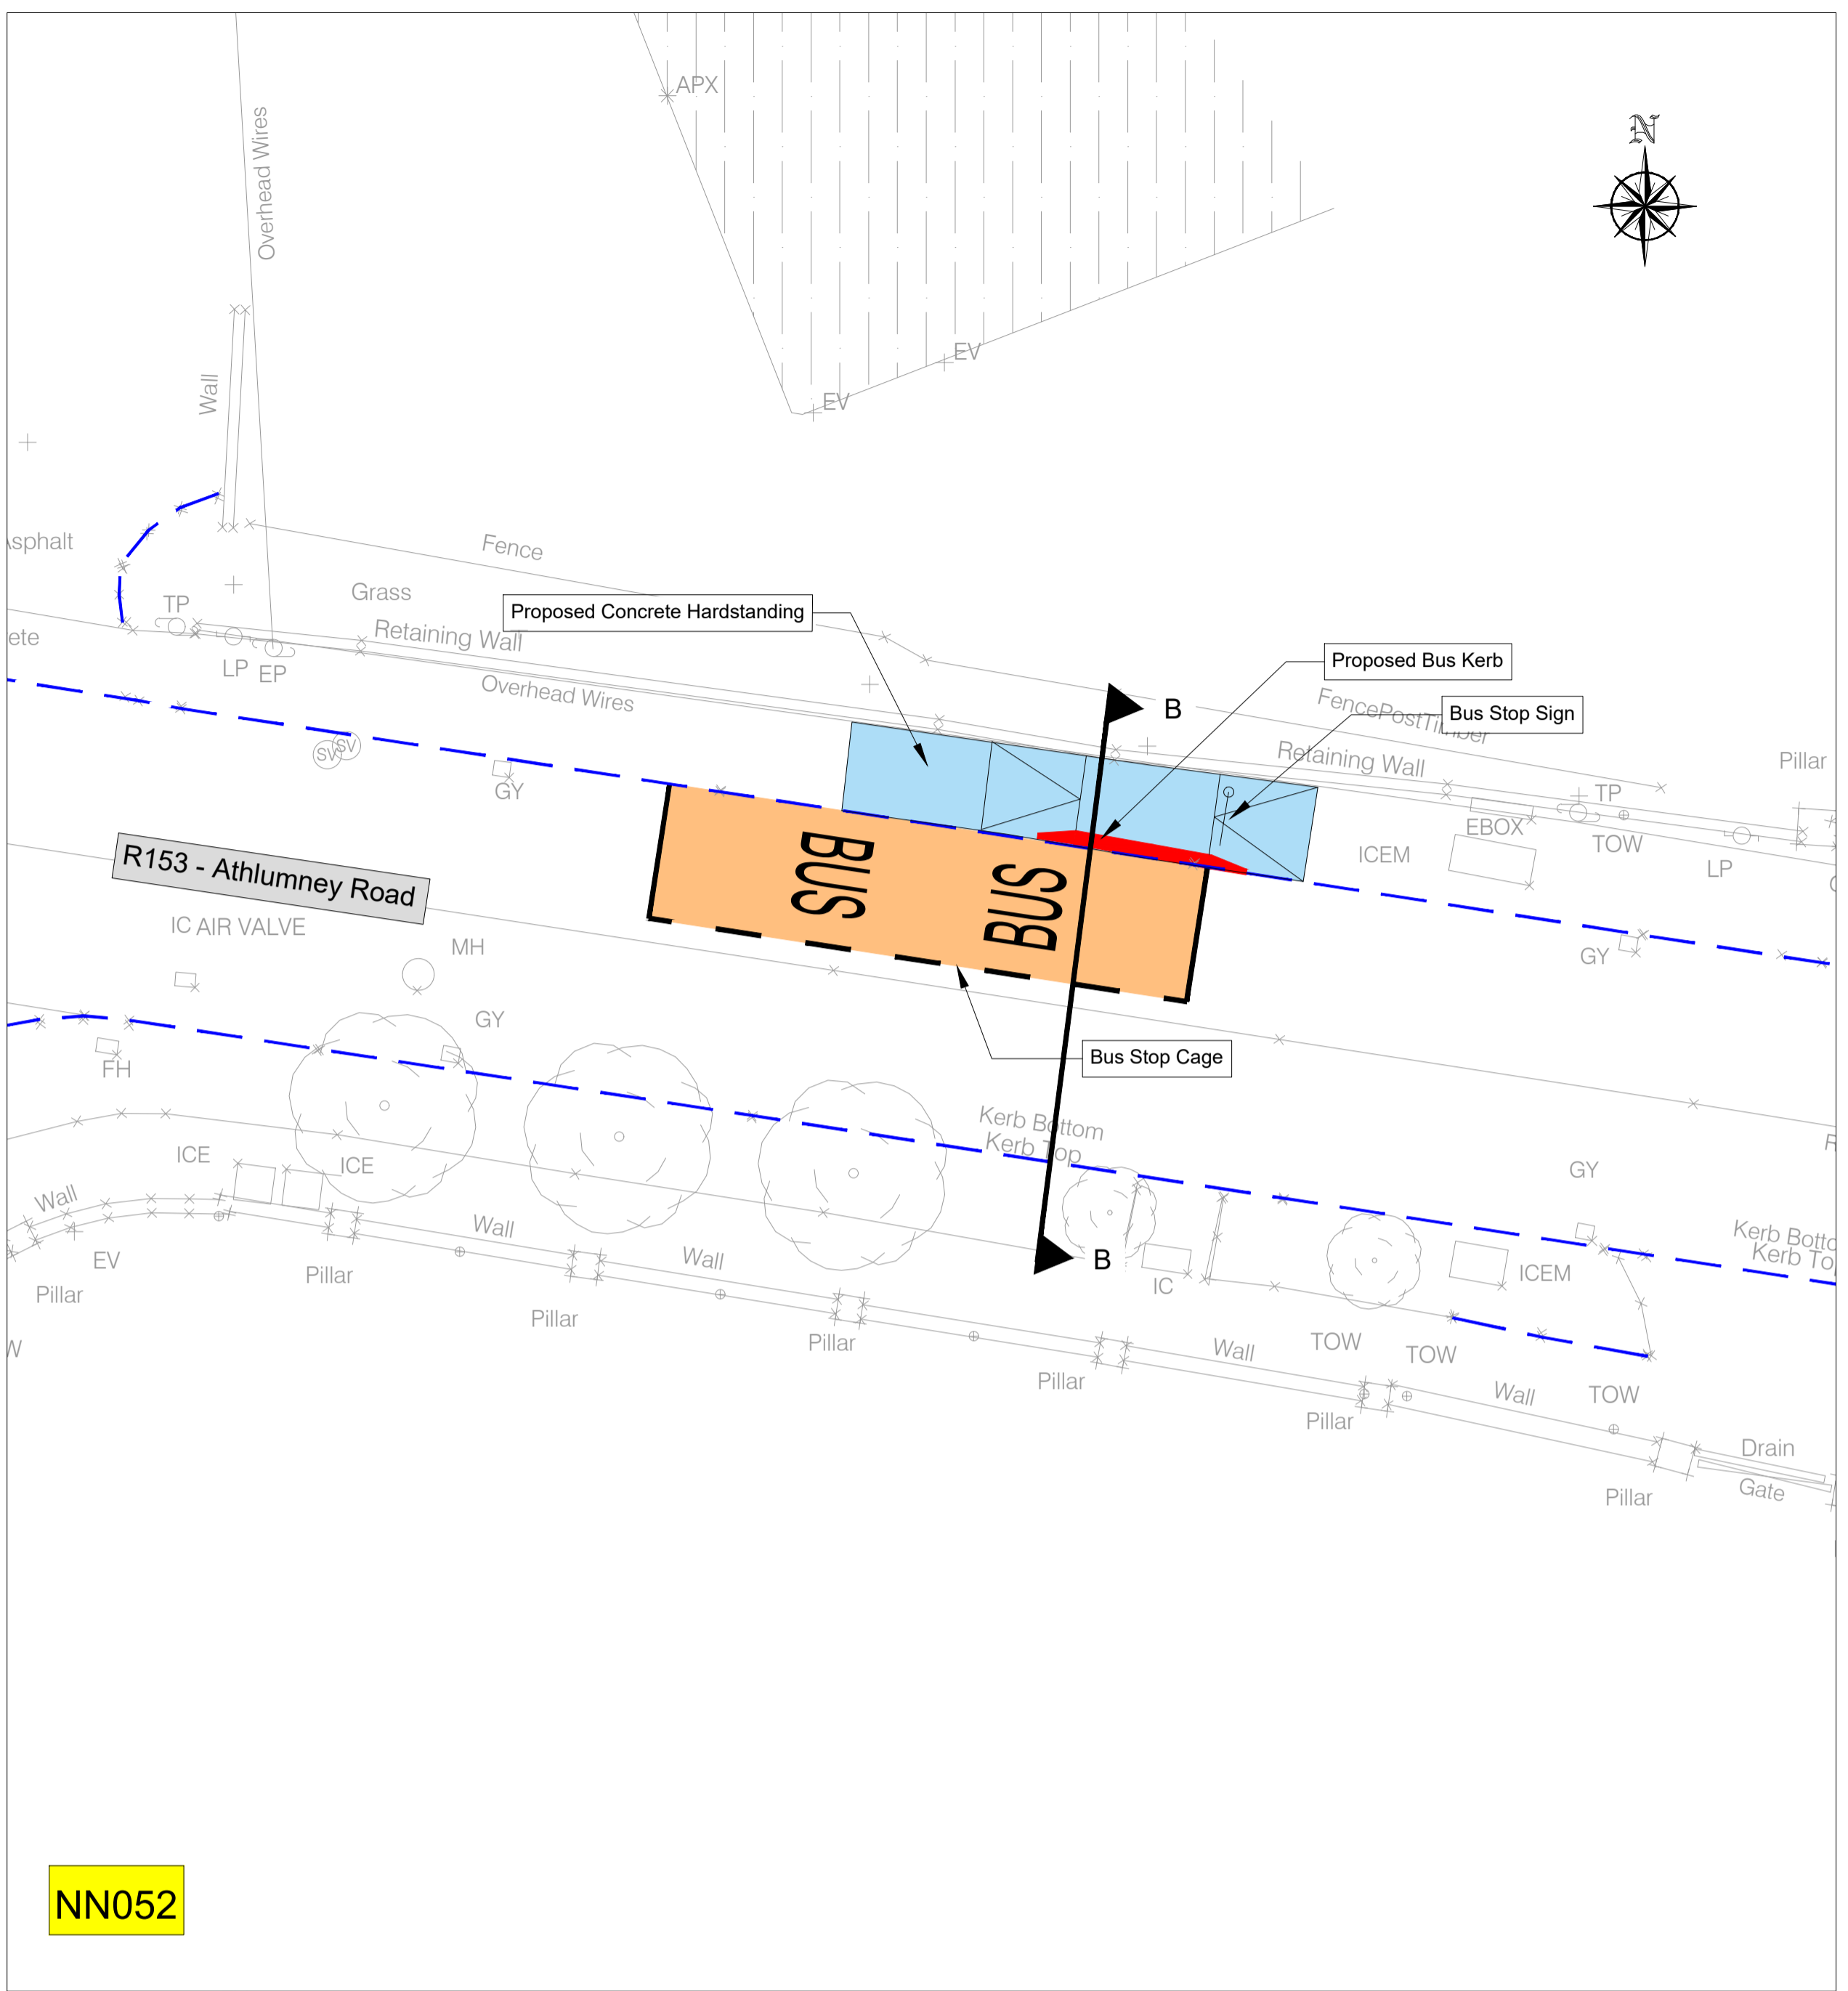 N
APX
Overhead Wires
EV
EV
Wall
Asphalt
Fence
Grass
TP
Proposed Concrete Hardstanding
ete
Retaining Wall
LP
EP
Overhead Wires
Proposed Bus Kerb
B
FencePostTimber
Bus Stop Sign
Retaining Wall
Pillar
SV
SV
GY
TP
EBOX
TOW
ICEM
LP
BUS
BUS
R153 - Athlumney Road
IC AIR VALVE
MH
GY
GY
Bus Stop Cage
FH
Kerb Bottom
Kerb Top
ICE
ICE
GY
Wall
Wall
Wall
Kerb Botto
Kerb To
EV
B
IC
ICEM
Pillar
Pillar
Pillar
Pillar
W
Wall
TOW
TOW
Pillar
Wall
TOW
Pillar
Drain
Gate
Pillar
NN052